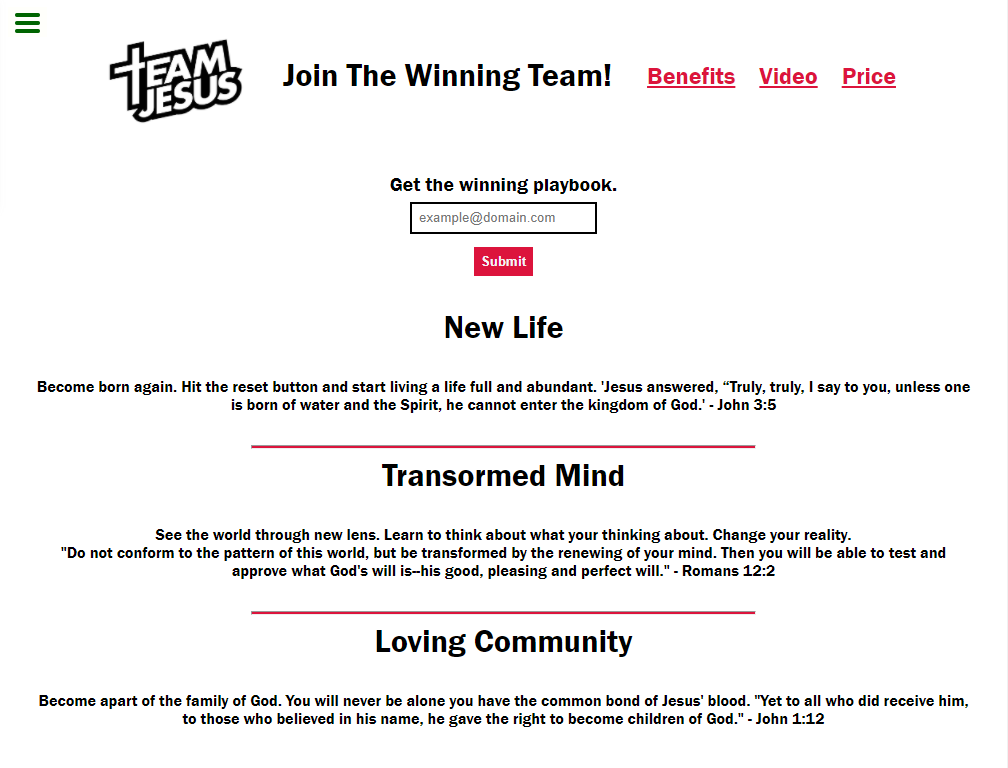 TEAM
JESUS
Join The Winning Team!
Benefits Video Price
Get the winning playbook.
example@domain.com
Submit
New Life
Become born again. Hit the reset button and start living a life full and abundant. 'Jesus answered, “Truly, truly, I say to you, unless one
is born of water and the Spirit, he cannot enter the kingdom of God.' - John 3:5
Transormed Mind
See the world through new lens. Learn to think about what your thinking about. Change your reality.
"Do not conform to the pattern of this world, but be transformed by the renewing of your mind. Then you will be able to test and
approve what God's will is--his good, pleasing and perfect will." - Romans 12:2
Loving Community
Become apart of the family of God. You will never be alone you have the common bond of Jesus' blood. "Yet to all who did receive him,
to those who believed in his name, he gave the right to become children of God." - John 1:12